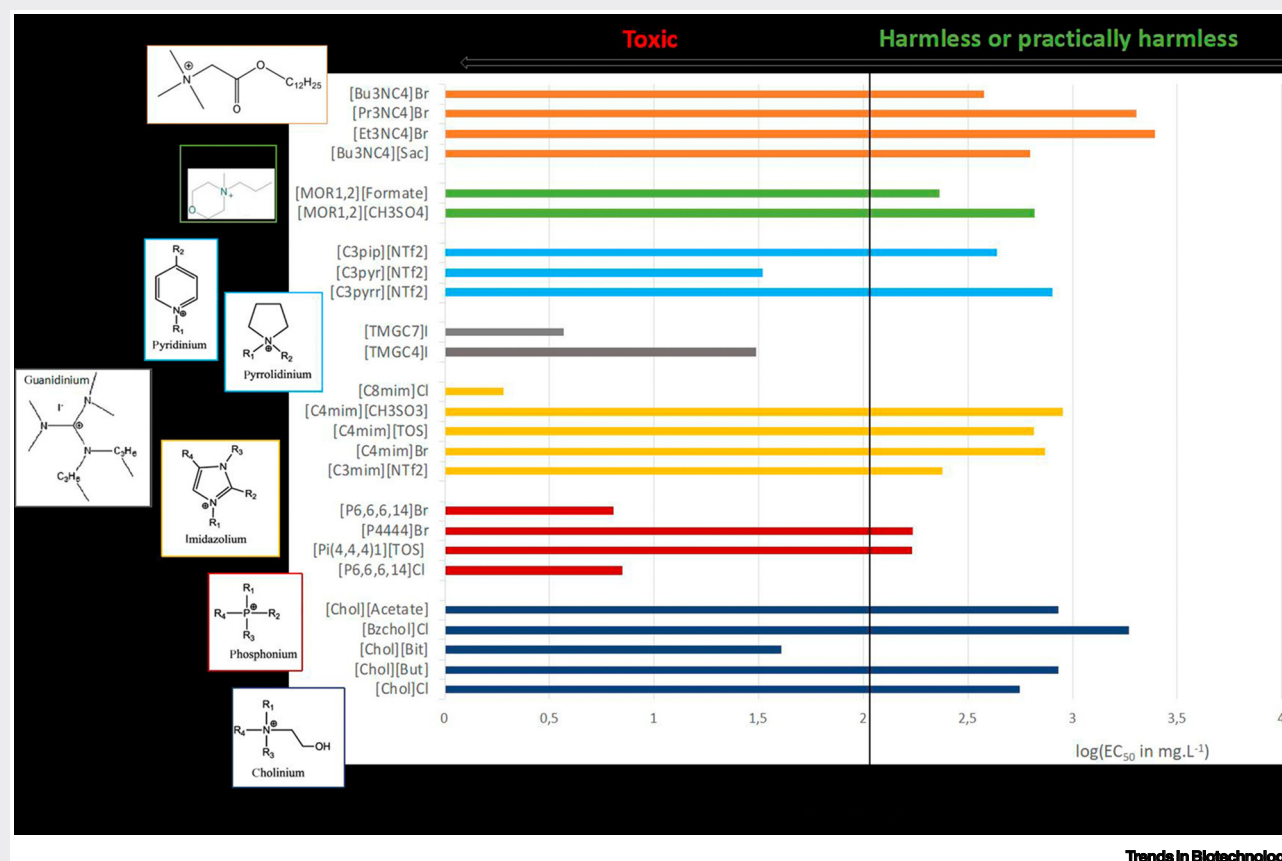 Toxic
Harmless or practically harmless
N
⊕
O
O
C12H25
[Bu3NC4]Br
[Pr3NC4]Br
[Et3NC4]Br
[Bu3NC4][Sac]
N
+
O
[MOR1,2][Formate]
[MOR1,2][CH3SO4]
R2
N
⊕
R1
Pyridinium
N
⊕
R1
R2
Pyrrolidinium
[C3pip][NTf2]
[C3pyr][NTf2]
[C3pyrr][NTf2]
[TMGC7]I
[TMGC4]I
Guanidinium
I-
N
N
⊕
N
C3H6
C3H6
[C8mim]Cl
[C4mim][CH3SO3]
[C4mim][TOS]
[C4mim]Br
[C3mim][NTf2]
R4
R3
N
R2
N
⊕
R1
Imidazolium
[P6,6,6,14]Br
[P4444]Br
[Pi(4,4,4)1][TOS]
[P6,6,6,14]Cl
R1
R4
P
⊕
R2
R3
Phosphonium
[Chol][Acetate]
[Bzchol]Cl
[Chol][Bit]
[Chol][But]
[Chol]Cl
R1
R4
N
⊕
R3
OH
Cholinium
0 0,5 1 1,5 2 2,5 3 3,5
log(EC50 in mg.L-1)
Trends in